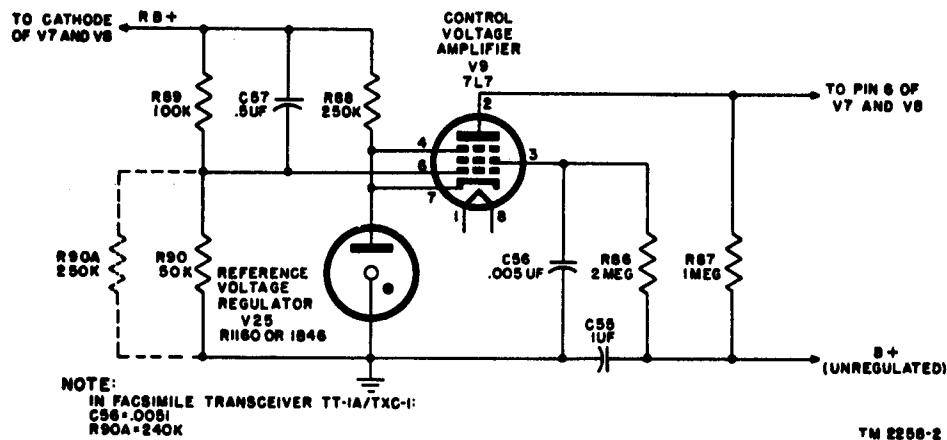 TO CATHODE
OF V7 AND V8
RB+
R89
100K
C57
.5UF
R88
250K
CONTROL
VOLTAGE
AMPLIFIER
V9
7L7
2
4
6
7
3
1
8
TO PIN 6 OF
V7 AND V8
R90A
250K
R90
50K
REFERENCE
VOLTAGE
REGULATOR
V25
R1160 OR 1846
C56
.005UF
R86
2 MEG
R87
1 MEG
C55
1UF
B+
(UNREGULATED)
NOTE:
IN FACSIMILE TRANSCEIVER TT-1A/TXC-1:
C56=.0051
R90A=240K
TM 2258-2